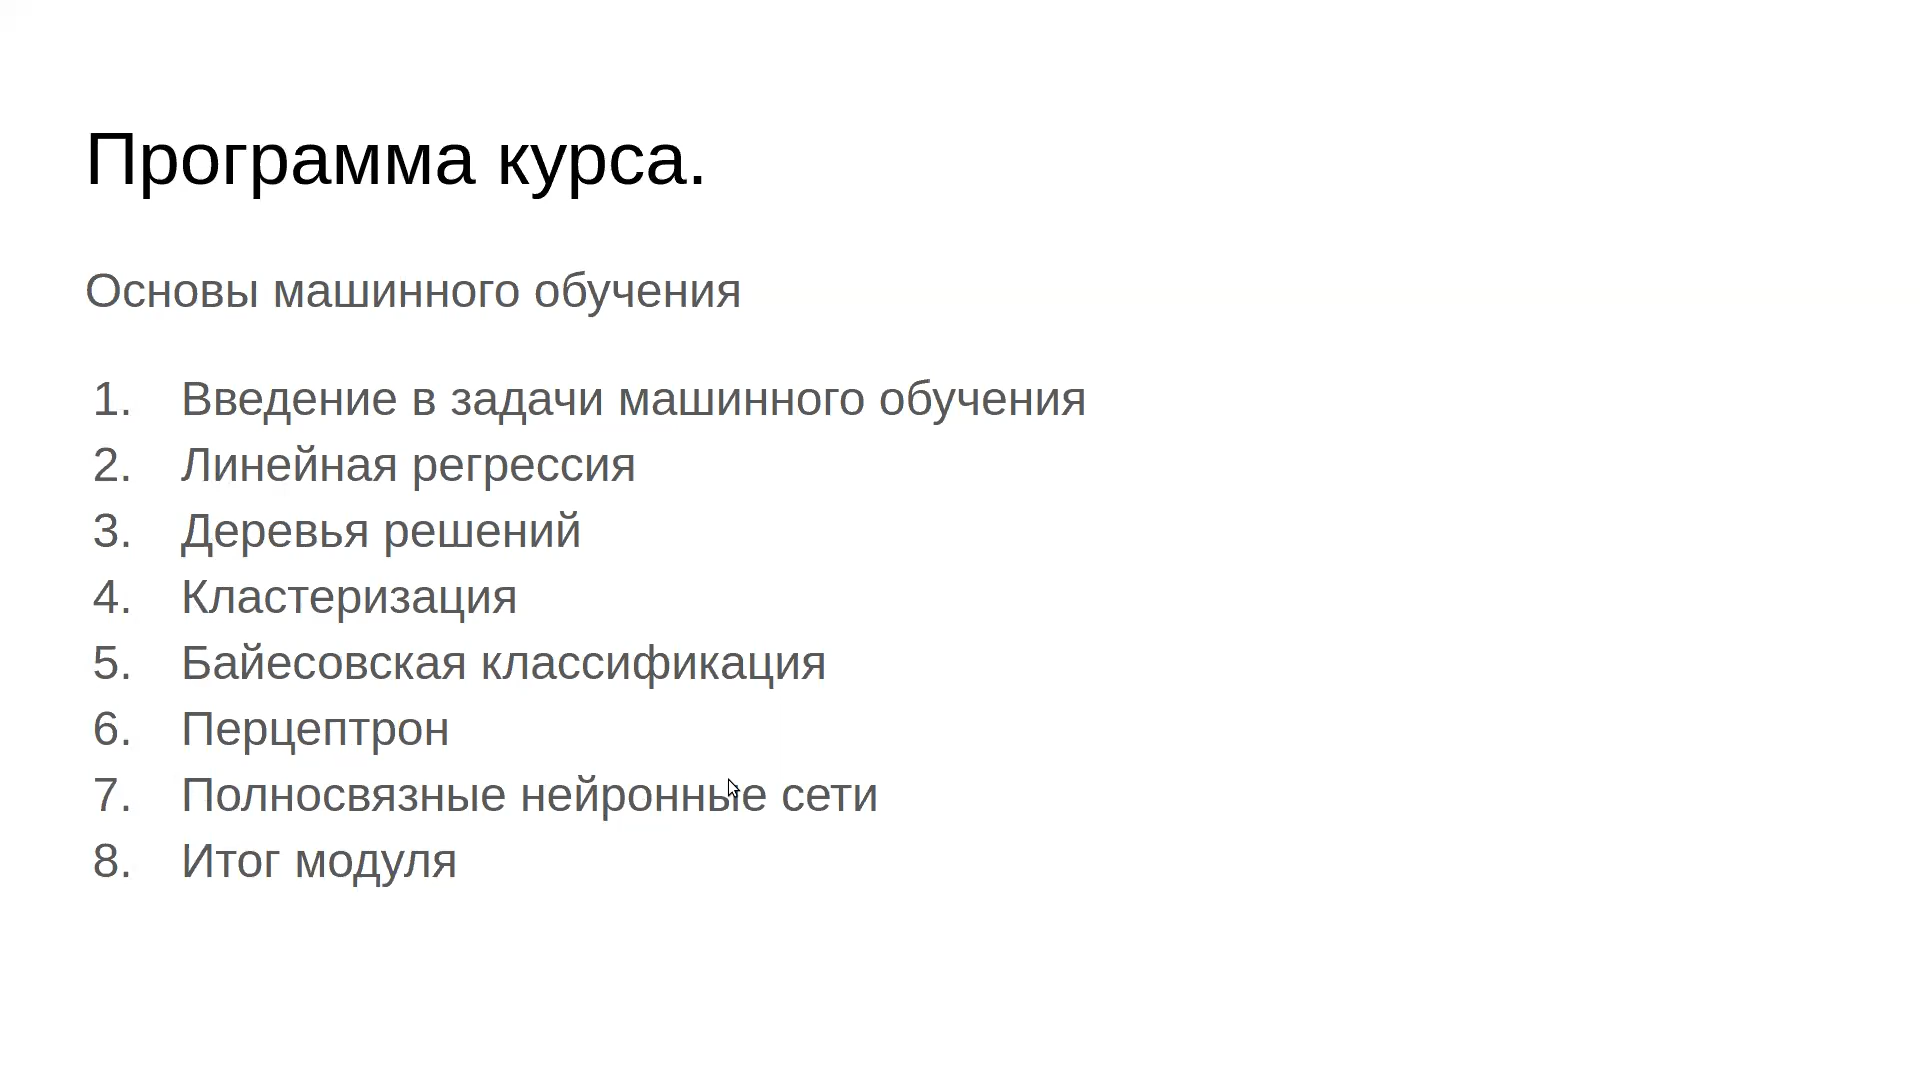 Программа курса.
Основы машинного обучения
1. Введение в задачи машинного обучения
2. Линейная регрессия
3. Деревья решений
4. Кластеризация
5. Байесовская классификация
6. Перцептрон
7. Полносвязные нейронные сети
8. Итог модуля